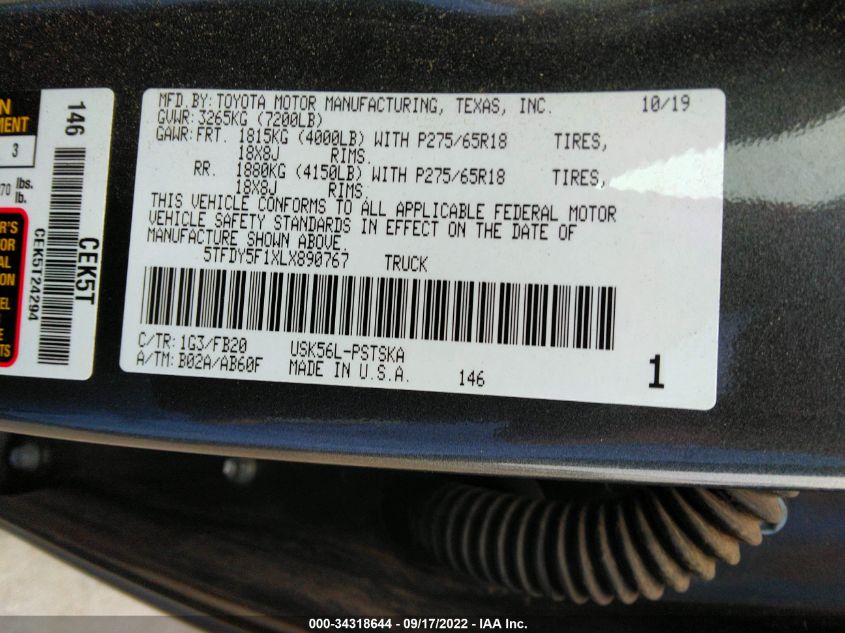 MFD.BY:TOYOTA MOTOR MANUFACTURING, TEXAS, INC. 10/19
GVWR:3265KG (7200LB)
GAWR:FRT. 1815KG (4000LB) WITH P275/65R18 TIRES,
18X8J RIMS.
RR. 1880KG (4150LB) WITH P275/65R18 TIRES,
18X8J RIMS.
THIS VEHICLE CONFORMS TO ALL APPLICABLE FEDERAL MOTOR
VEHICLE SAFETY STANDARDS IN EFFECT ON THE DATE OF
MANUFACTURE SHOWN ABOVE.
5TFDY5F1XLX890767 TRUCK
C/TR:1G3/FB20 USK56L-PSTSKA
A/TM:B02A/AB60F MADE IN U.S.A. 146 1
146
CEK5T
CEK5T24294
3
lbs.
lb.
000-34318644 - 09/17/2022 - IAA Inc.